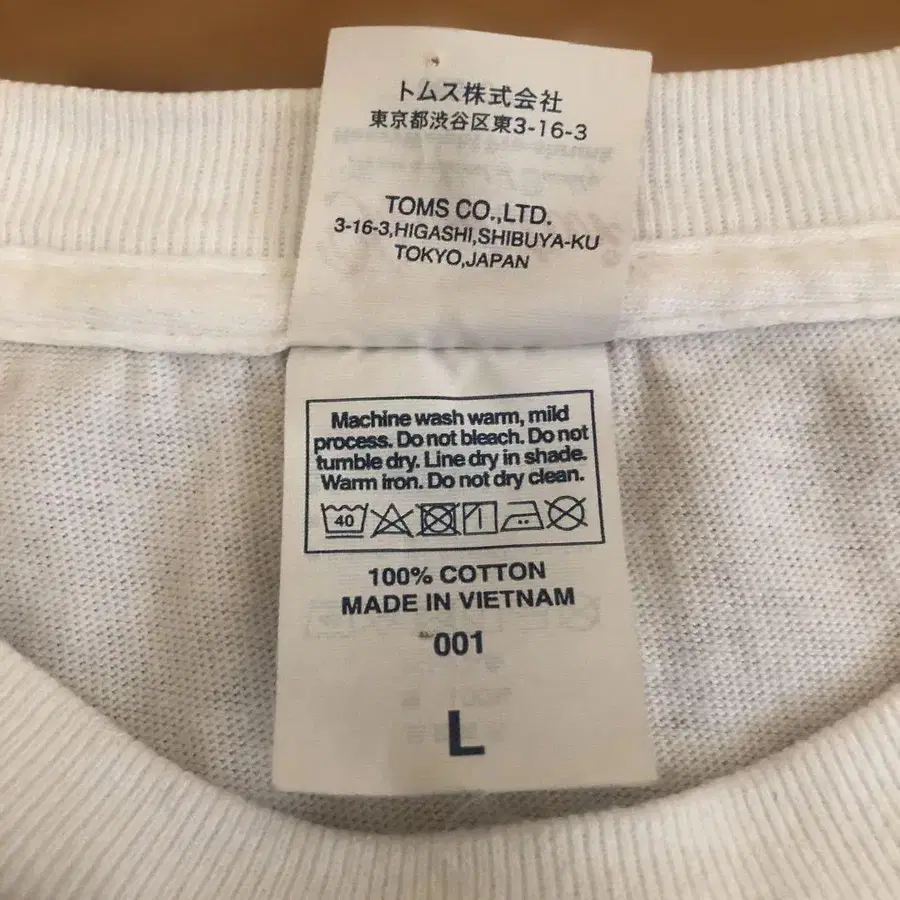 トムス株式会社
東京都渋谷区東3-16-3
TOMS CO.,LTD.
3-16-3,HIGASHI,SHIBUYA-KU
TOKYO,JAPAN
Machine wash warm, mild
process. Do not bleach. Do not
tumble dry. Line dry in shade.
Warm iron. Do not dry clean.
40
100% COTTON
MADE IN VIETNAM
001
L